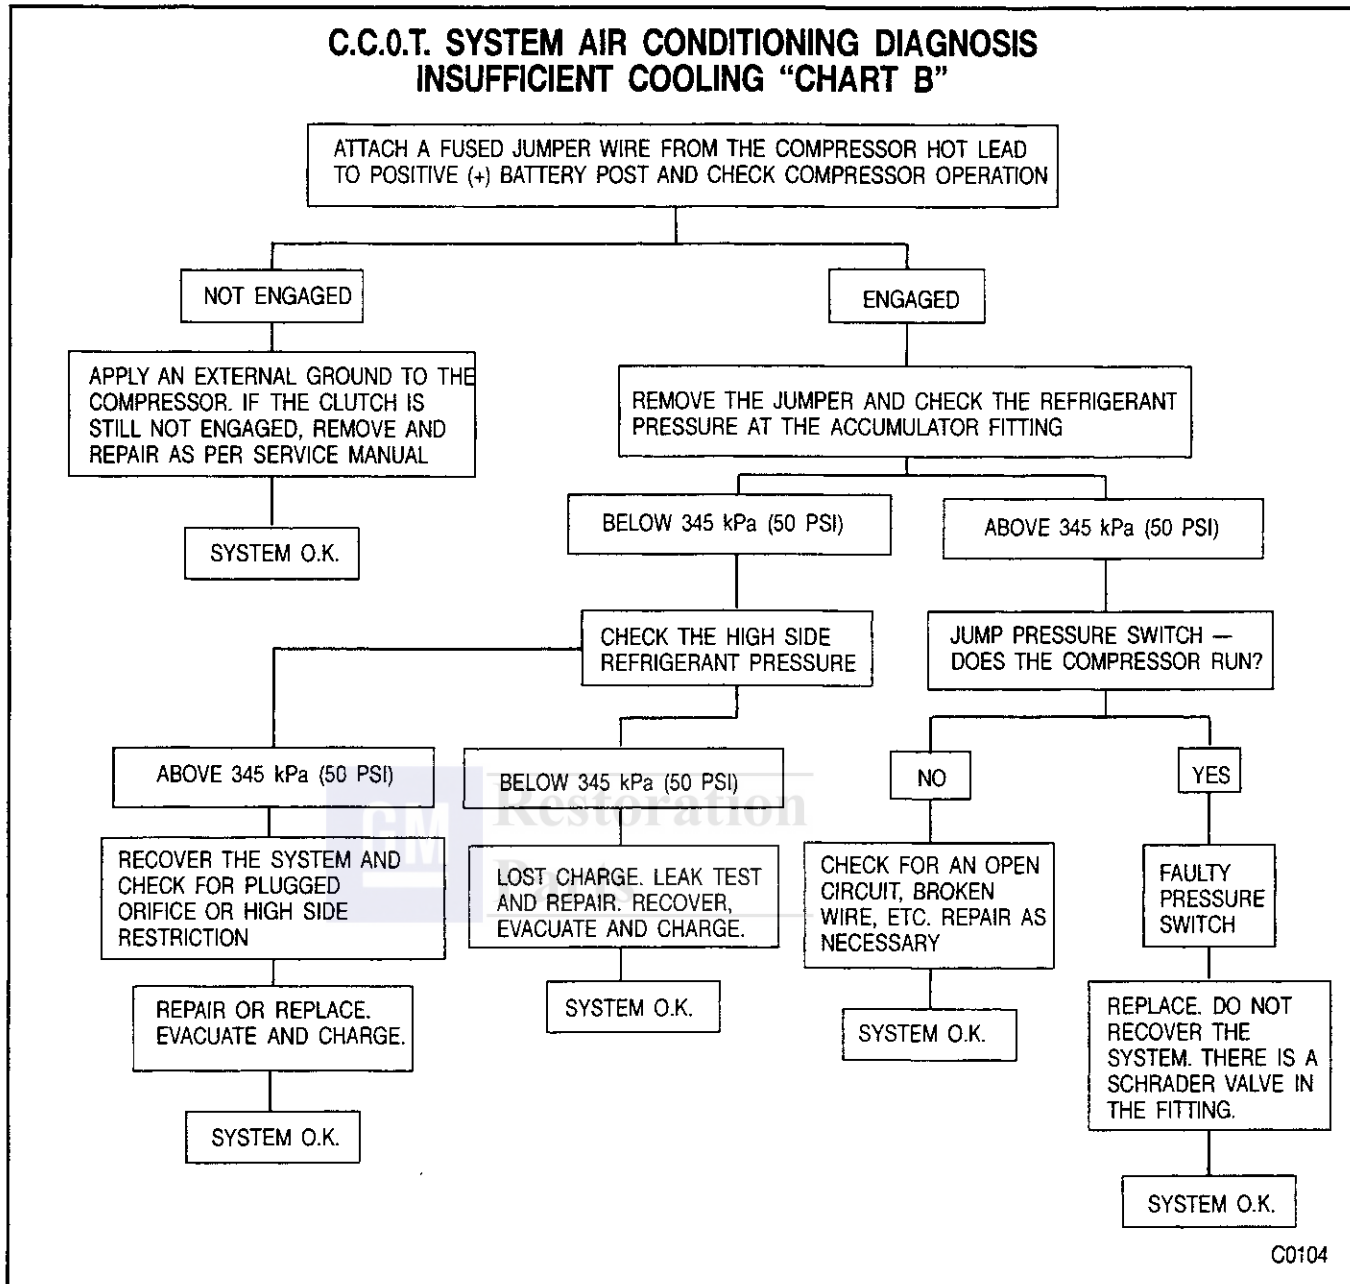 C.C.O.T. SYSTEM AIR CONDITIONING DIAGNOSIS
INSUFFICIENT COOLING “CHART B”
ATTACH A FUSED JUMPER WIRE FROM THE COMPRESSOR HOT LEAD
TO POSITIVE (+) BATTERY POST AND CHECK COMPRESSOR OPERATION
NOT ENGAGED
ENGAGED
APPLY AN EXTERNAL GROUND TO THE
COMPRESSOR. IF THE CLUTCH IS
STILL NOT ENGAGED, REMOVE AND
REPAIR AS PER SERVICE MANUAL
SYSTEM O.K.
REMOVE THE JUMPER AND CHECK THE REFRIGERANT
PRESSURE AT THE ACCUMULATOR FITTING
BELOW 345 kPa (50 PSI)
ABOVE 345 kPa (50 PSI)
CHECK THE HIGH SIDE
REFRIGERANT PRESSURE
JUMP PRESSURE SWITCH —
DOES THE COMPRESSOR RUN?
ABOVE 345 kPa (50 PSI)
BELOW 345 kPa (50 PSI)
NO
YES
GM
Restoration
Parts
RECOVER THE SYSTEM AND
CHECK FOR PLUGGED
ORIFICE OR HIGH SIDE
RESTRICTION
LOST CHARGE. LEAK TEST
AND REPAIR. RECOVER,
EVACUATE AND CHARGE.
CHECK FOR AN OPEN
CIRCUIT, BROKEN
WIRE, ETC. REPAIR AS
NECESSARY
FAULTY
PRESSURE
SWITCH
REPAIR OR REPLACE.
EVACUATE AND CHARGE.
SYSTEM O.K.
SYSTEM O.K.
REPLACE. DO NOT
RECOVER THE
SYSTEM. THERE IS A
SCHRADER VALVE IN
THE FITTING.
SYSTEM O.K.
SYSTEM O.K.
C0104